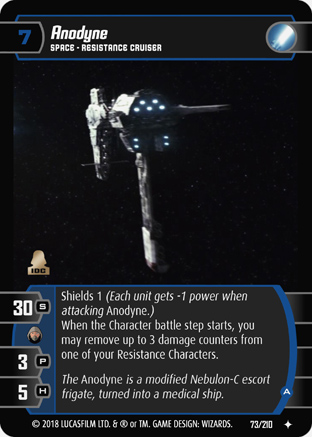 7
Anodyne
SPACE - RESISTANCE CRUISER
IDC
30 S
3 P
5 H
Shields 1 (Each unit gets -1 power when
attacking Anodyne.)
When the Character battle step starts, you
may remove up to 3 damage counters from
one of your Resistance Characters.
The Anodyne is a modified Nebulon-C escort
frigate, turned into a medical ship.
A
© 2018 LUCASFILM LTD. & ® or TM. GAME DESIGN: WIZARDS.
73/210